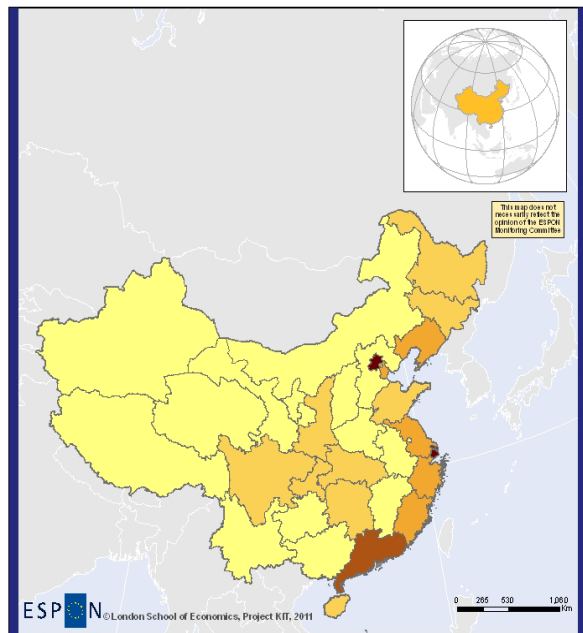 This map does not
necessarily reflect the
opinion of the ESPON
Monitoring Committee
ESPON
©London School of Economics, Project KIT, 2011
0 265 530 1,060
Km